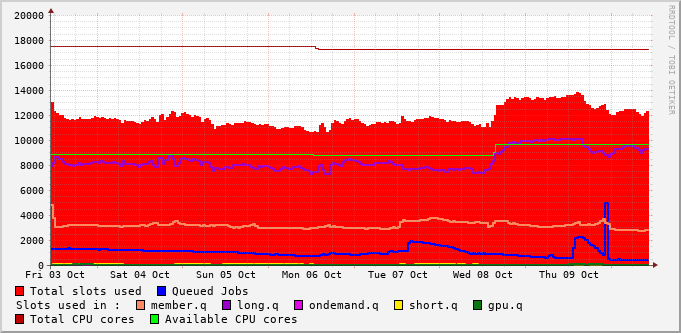 20000
18000
16000
14000
12000
10000
8000
6000
4000
2000
0
Fri 03 Oct Sat 04 Oct Sun 05 Oct Mon 06 Oct Tue 07 Oct Wed 08 Oct Thu 09 Oct
Total slots used Queued Jobs
Slots used in : member.q long.q ondemand.q short.q gpu.q
Total CPU cores Available CPU cores
RRDTOOL / TOBI OETIKER